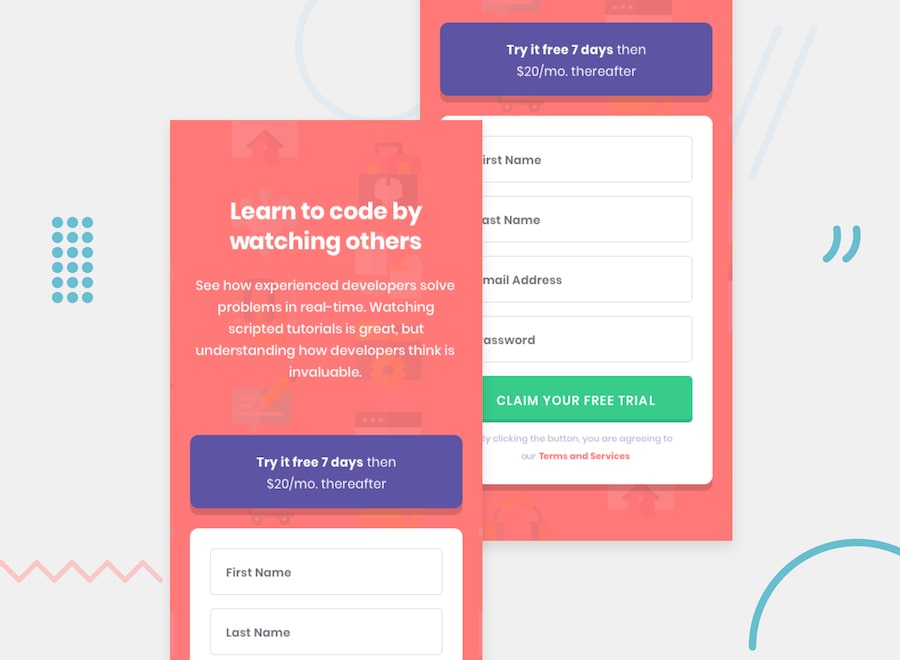 Learn to code by
watching others
See how experienced developers solve
problems in real-time. Watching
scripted tutorials is great, but
understanding how developers think is
invaluable.
Try it free 7 days then
$20/mo. thereafter
First Name
Last Name
Try it free 7 days then
$20/mo. thereafter
irst Name
ast Name
mail Address
assword
CLAIM YOUR FREE TRIAL
By clicking the button, you are agreeing to
our Terms and Services